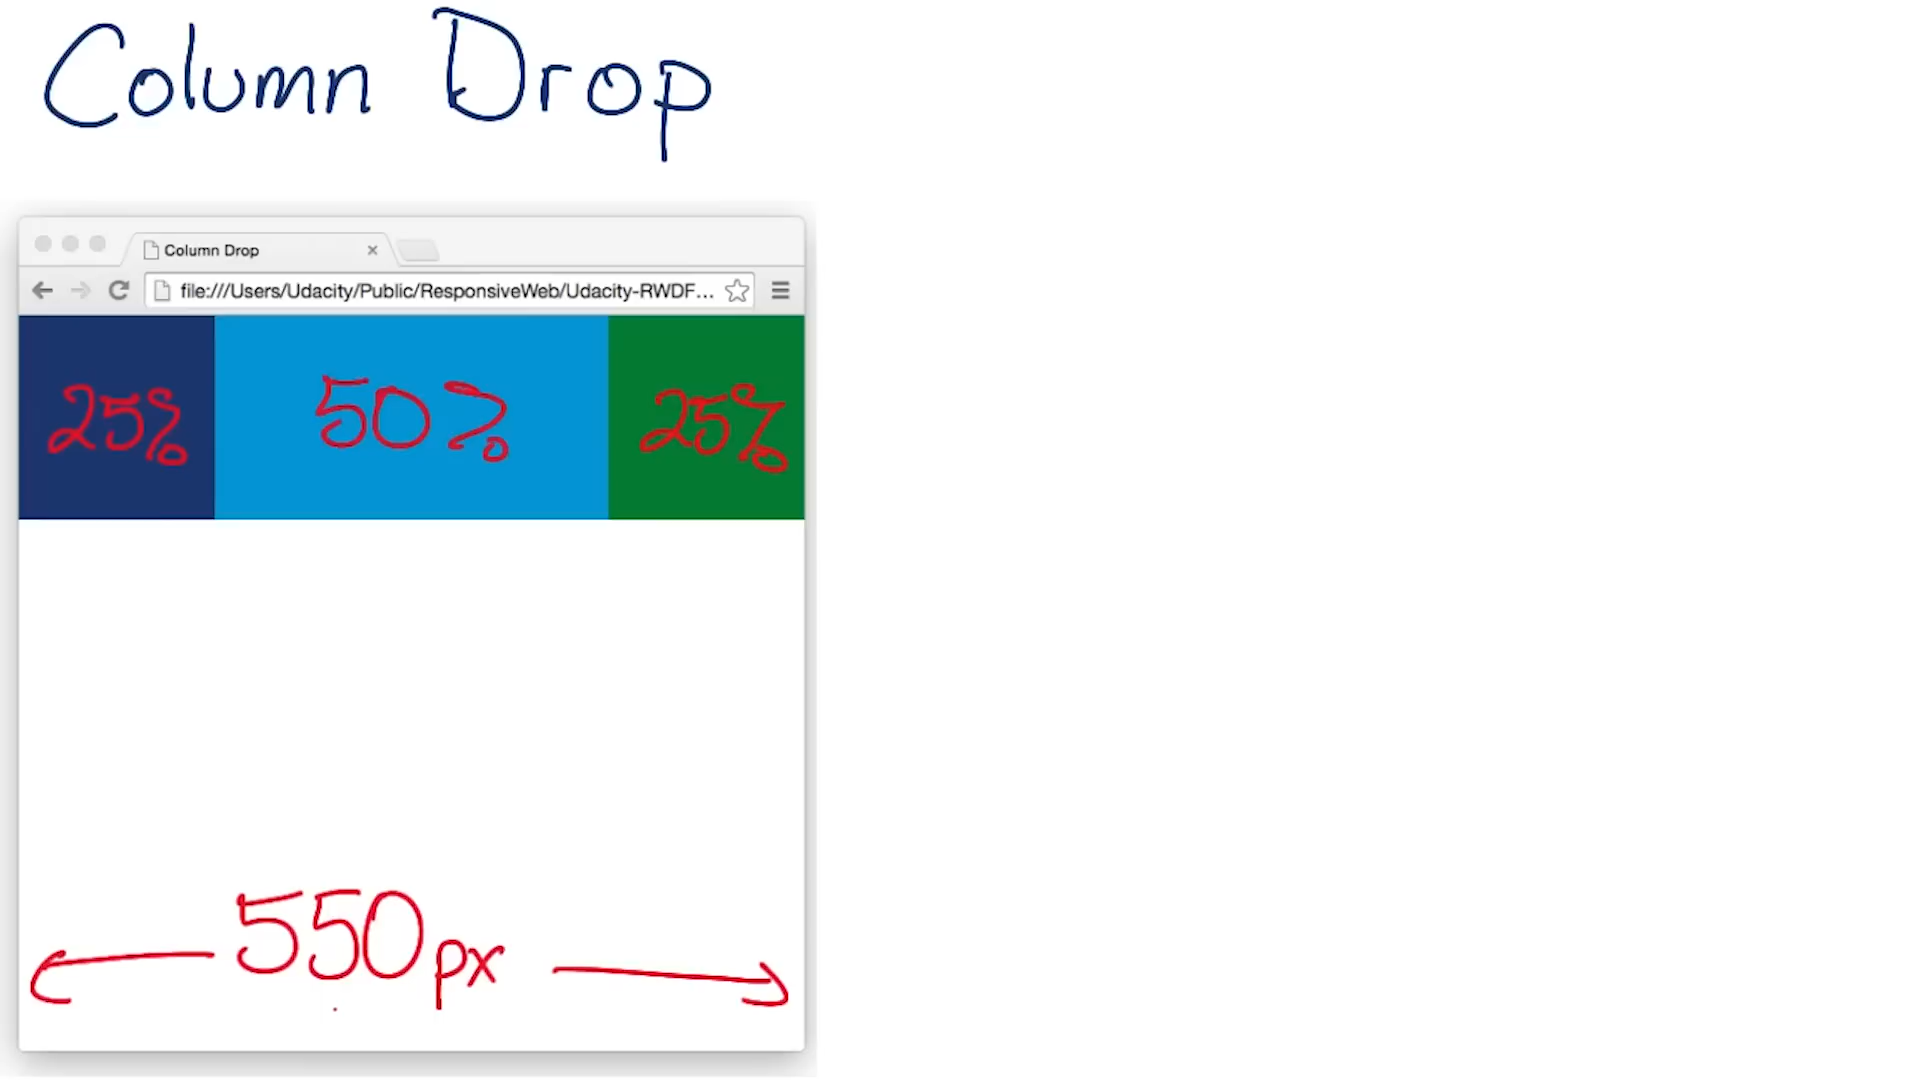 Column Drop
Column Drop
file:///Users/Udacity/Public/ResponsiveWeb/Udacity-RWDF...
25% 50% 25%
550px